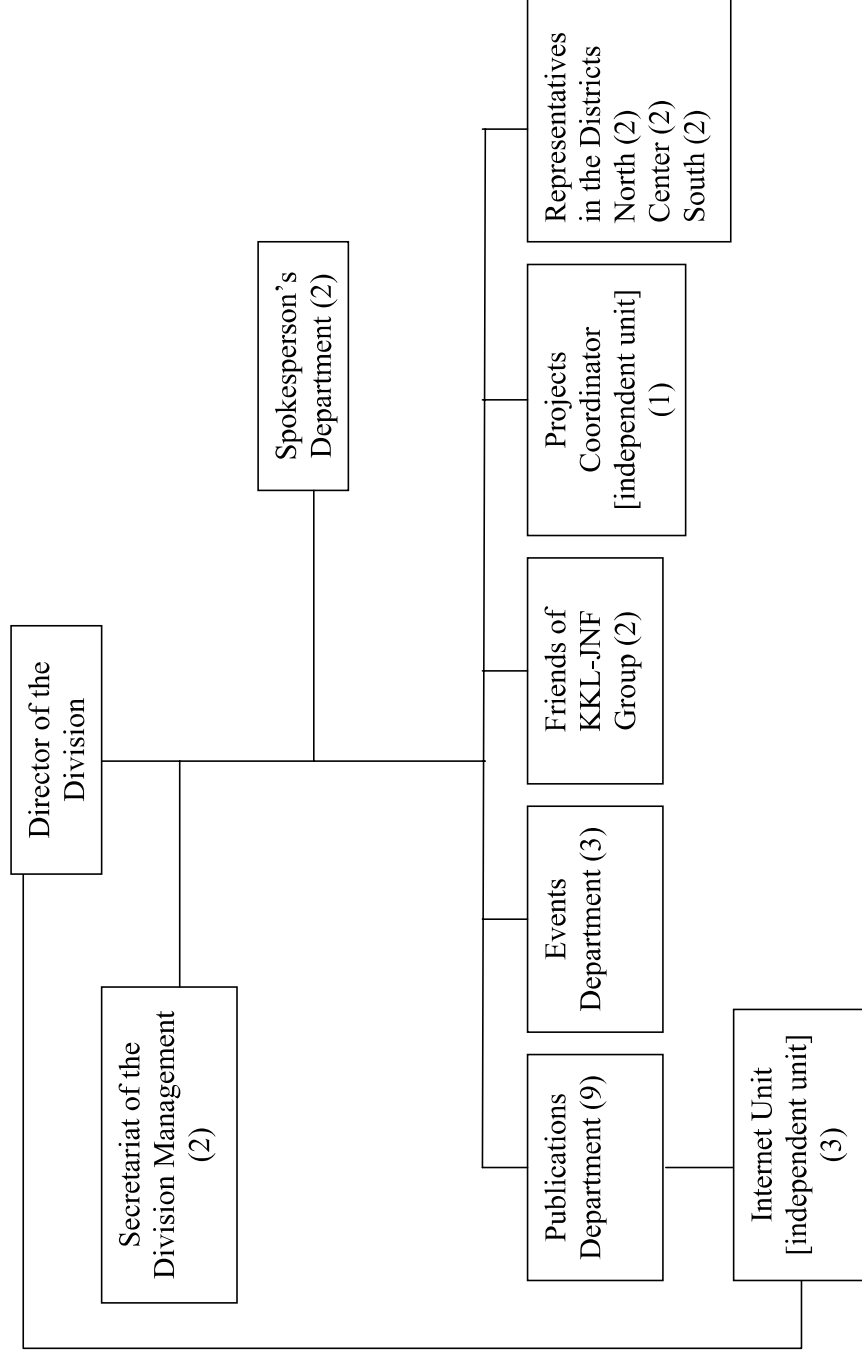 Director of the
Division
Secretariat of the
Division Management
(2)
Spokesperson’s
Department (2)
Publications
Department (9)
Events
Department (3)
Friends of
KKL-JNF
Group (2)
Projects
Coordinator
[independent unit]
(1)
Representatives
in the Districts
North (2)
Center (2)
South (2)
Internet Unit
[independent unit]
(3)